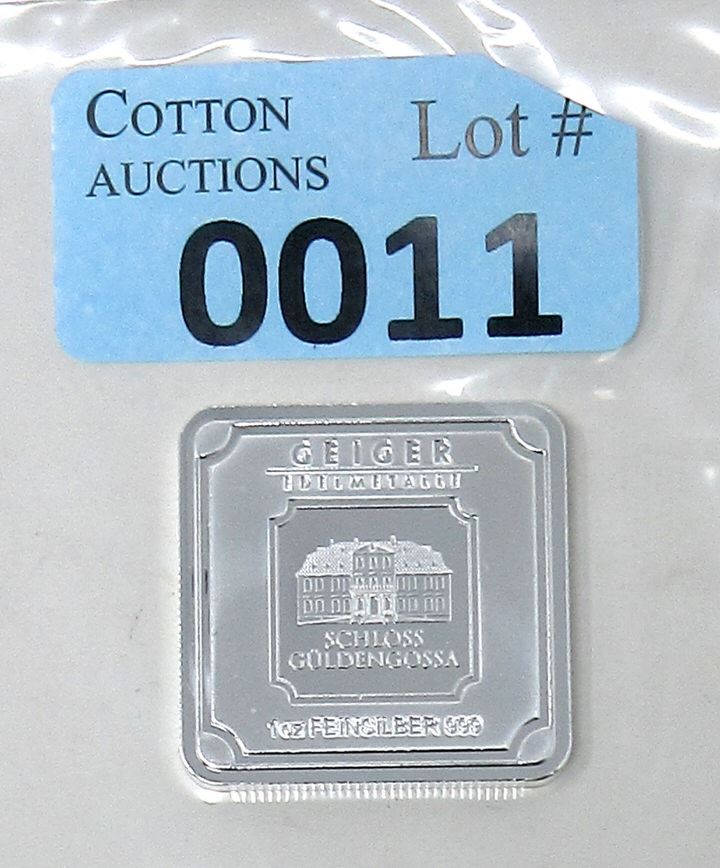 COTTON
AUCTIONS
Lot #
0011
GEIGER
EDELMETALLE
SCHLOSS
GÜLDENGOSSA
1oz FEINSILBER 999